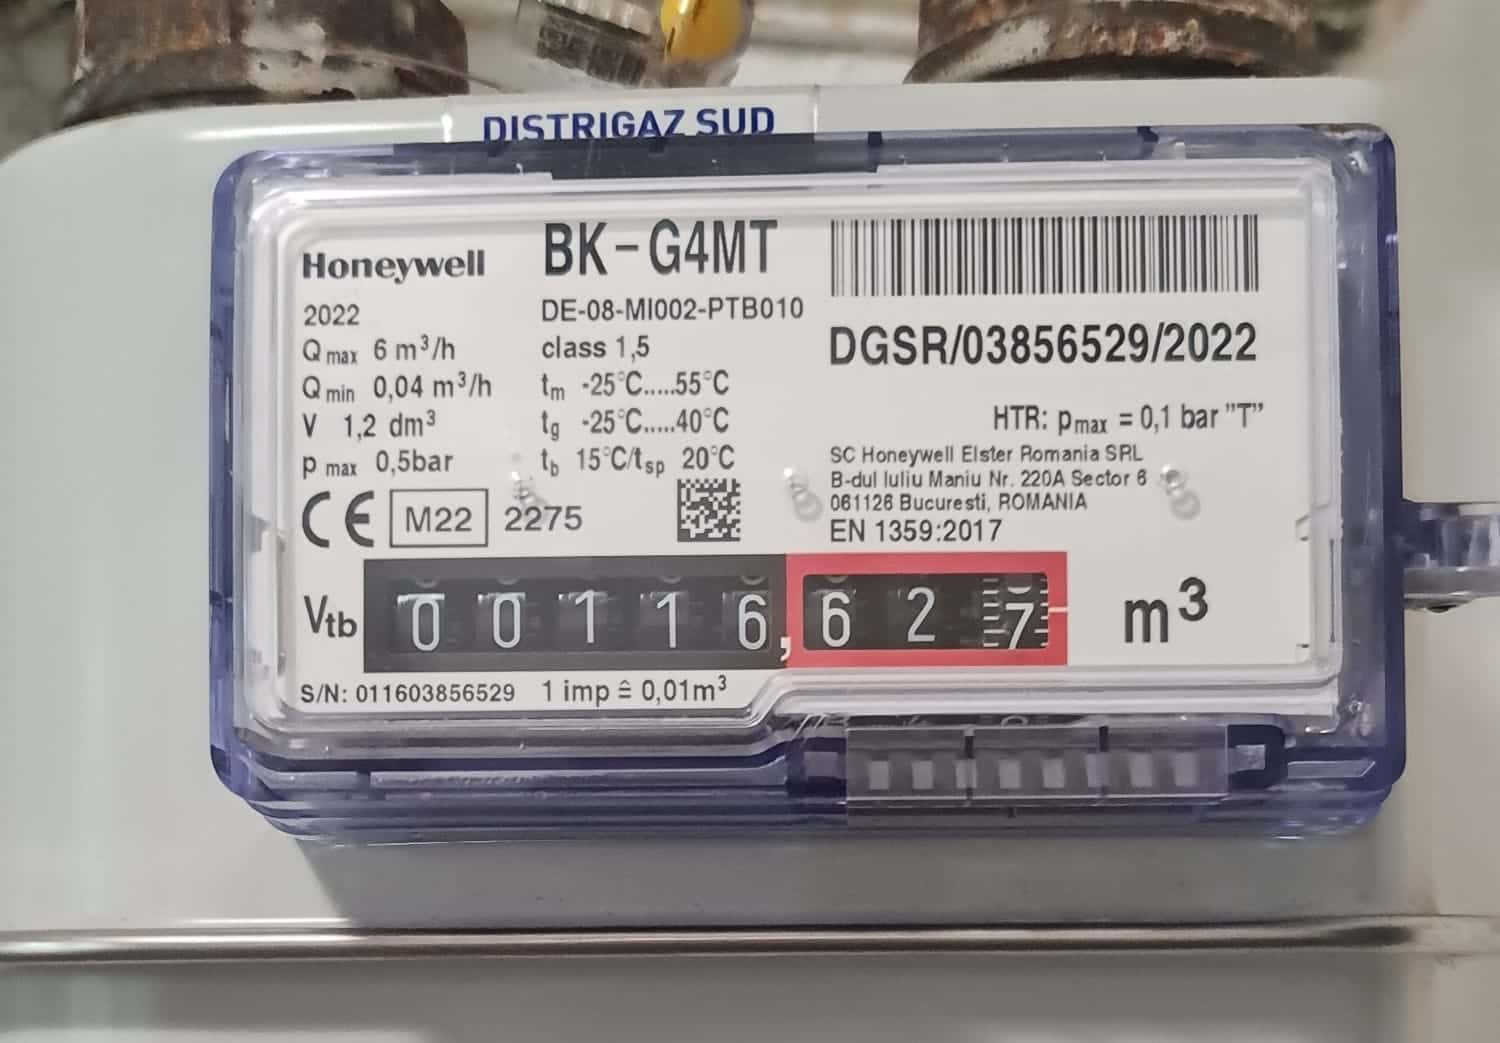 DISTRIGAZ SUD
Honeywell
2022
Qmax 6 m³/h
Qmin 0,04 m³/h
V 1,2 dm³
pmax 0,5bar
CE M22 2275
BK-G4MT
DE-08-MI002-PTB010
class 1,5
tm -25°C.....55°C
tg -25°C.....40°C
tb 15°C/tsp 20°C
DGSR/03856529/2022
HTR: pmax = 0,1 bar "T"
SC Honeywell Elster Romania SRL
B-dul Iuliu Maniu Nr. 220A Sector 6
061126 Bucuresti, ROMANIA
EN 1359:2017
Vtb 00116,627 m³
S/N: 011603856529 1 imp ≙ 0,01m³